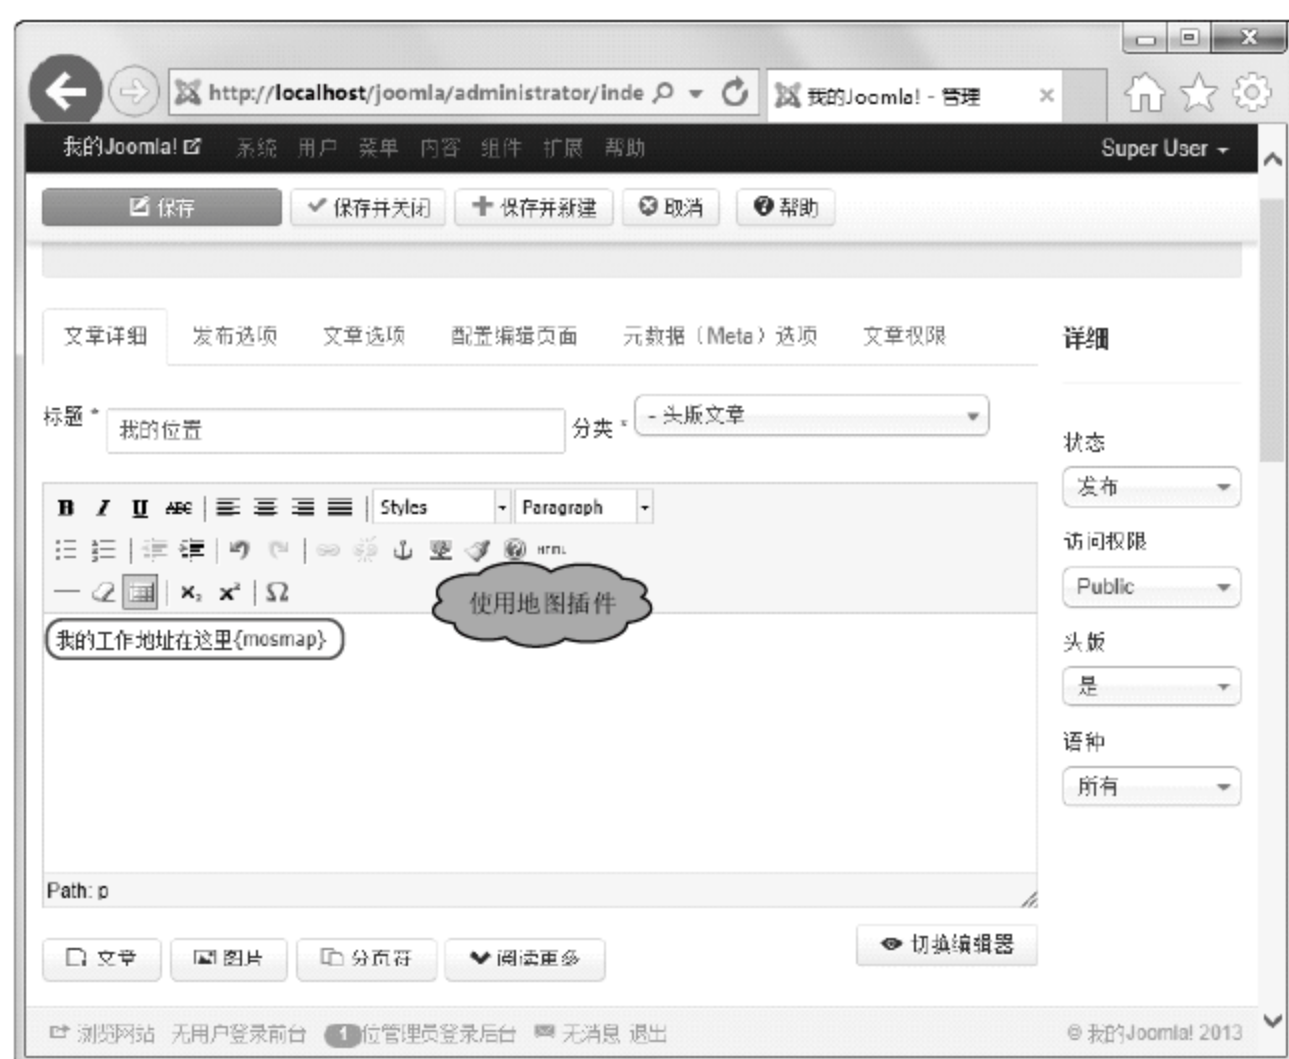 http://localhost/joomla/administrator/inde
我的Joomla! - 管理
我的Joomla! 系统 用户 菜单 内容 组件 扩展 帮助 Super User
保存 保存并关闭 保存并新建 取消 帮助
文章详细 发布选项 文章选项 配置编辑页面 元数据（Meta）选项 文章权限 详细
标题 * 我的位置 分类 * - 头版文章
状态
发布
B I U ABC Styles Paragraph
访问权限
HTML
Public
使用地图插件
我的工作地址在这里{mosmap}
头版
是
语种
所有
Path: p
文章 图片 分页符 阅读更多 切换编辑器
浏览网站 无用户登录前台 1 位管理员登录后台 无消息 退出 © 我的Joomla! 2013